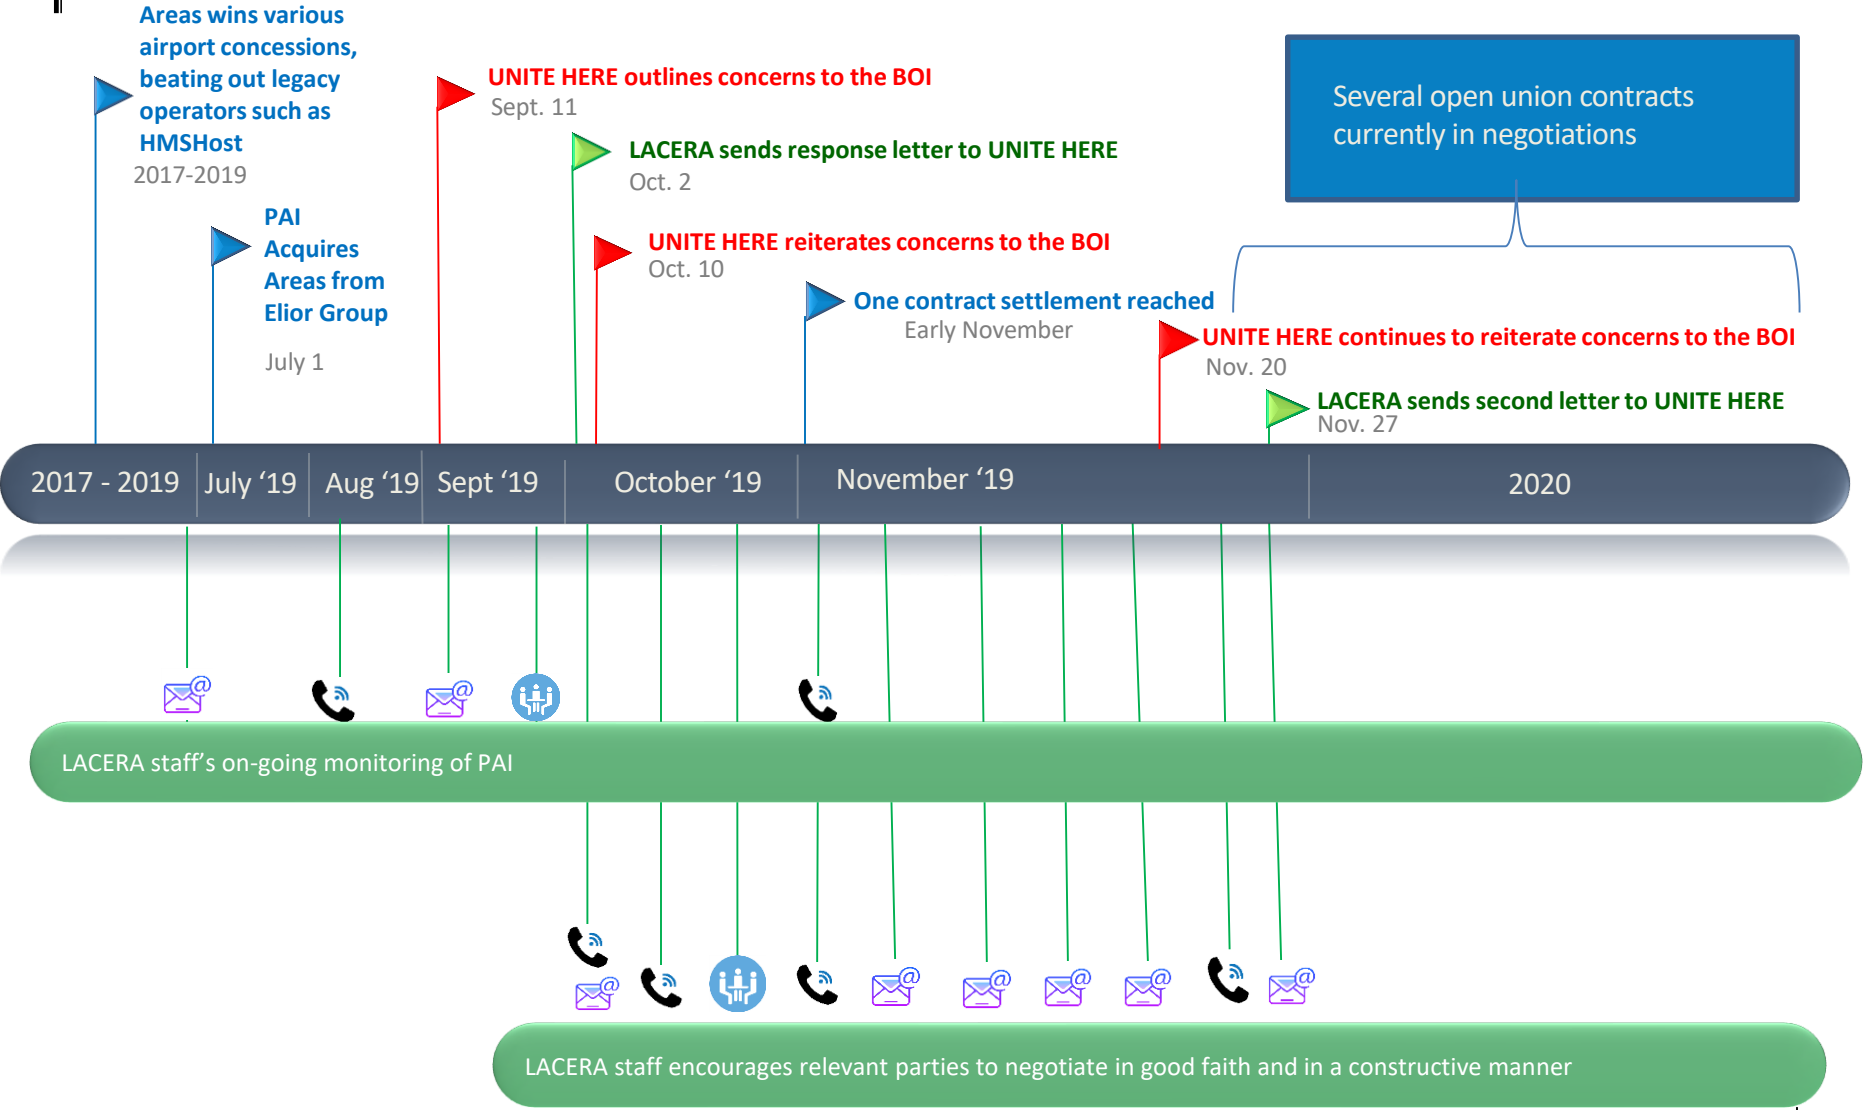 Areas wins various
airport concessions,
beating out legacy
operators such as
HMSHost
2017-2019
PAI
Acquires
Areas from
Elior Group
July 1
UNITE HERE outlines concerns to the BOI
Sept. 11
LACERA sends response letter to UNITE HERE
Oct. 2
UNITE HERE reiterates concerns to the BOI
Oct. 10
One contract settlement reached
Early November
Several open union contracts
currently in negotiations
UNITE HERE continues to reiterate concerns to the BOI
Nov. 20
LACERA sends second letter to UNITE HERE
Nov. 27
2017 - 2019 July ‘19 Aug ‘19 Sept ‘19 October ‘19 November ‘19 2020
LACERA staff’s on-going monitoring of PAI
LACERA staff encourages relevant parties to negotiate in good faith and in a constructive manner